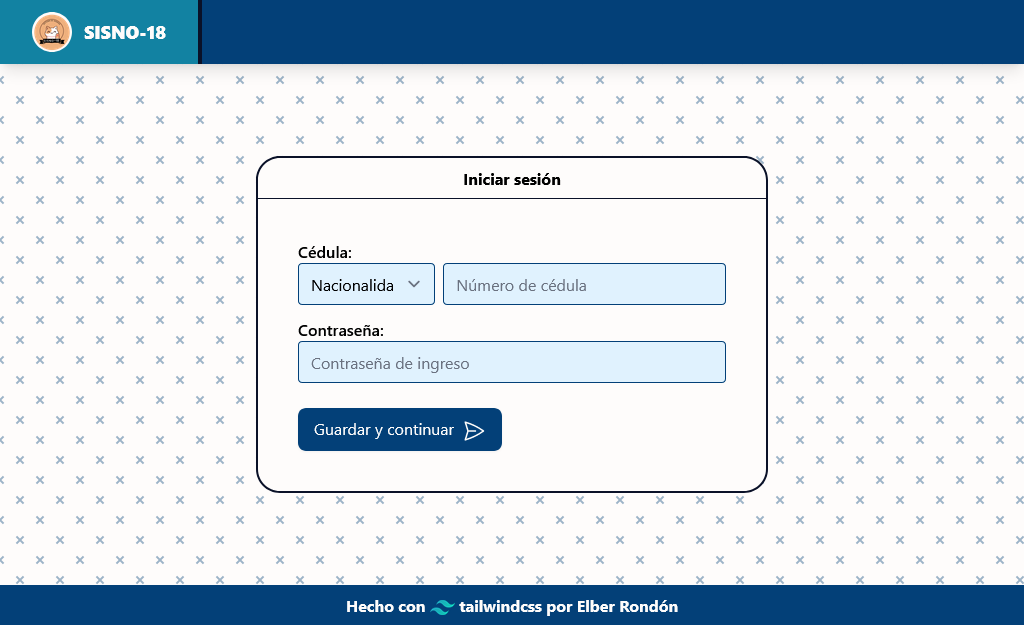 SISNO-18
Iniciar sesión
Cédula:
Nacionalida
Número de cédula
Contraseña:
Contraseña de ingreso
Guardar y continuar
Hecho con tailwindcss por Elber Rondón